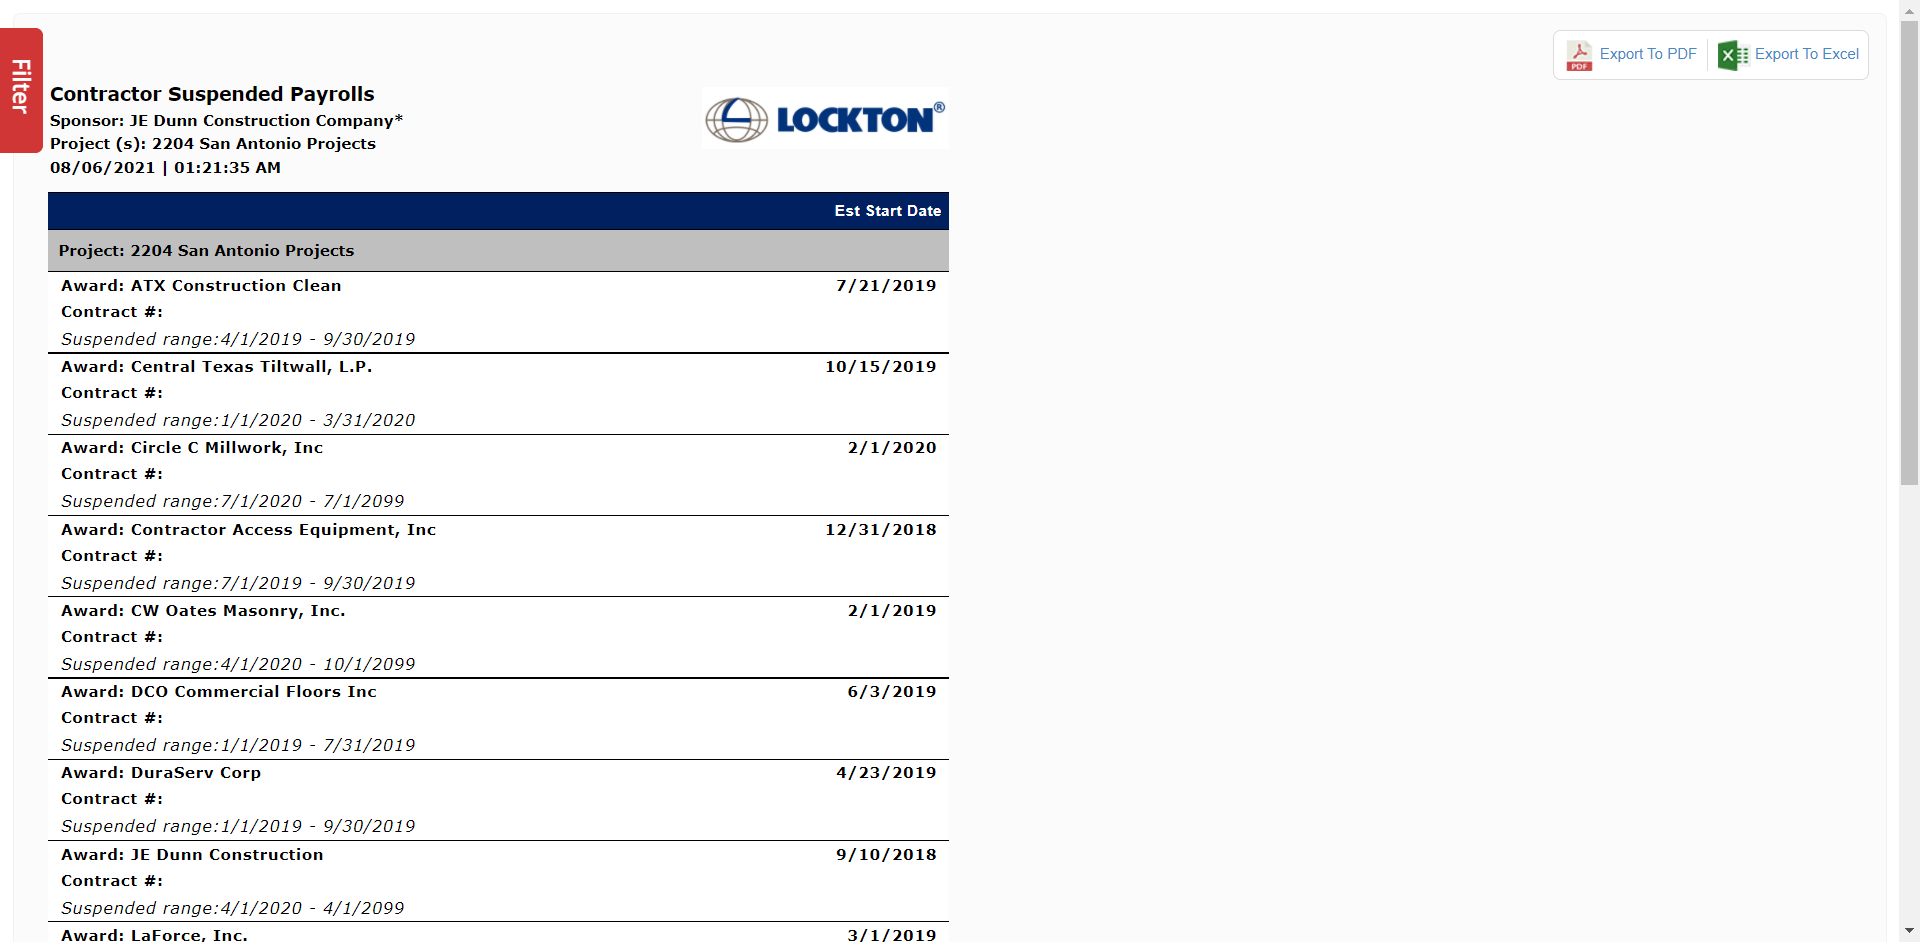 Filter
Export To PDF
Export To Excel
PDF
Contractor Suspended Payrolls
Sponsor: JE Dunn Construction Company*
Project (s): 2204 San Antonio Projects
08/06/2021 | 01:21:35 AM
LOCKTON®
Est Start Date
Project: 2204 San Antonio Projects
Award: ATX Construction Clean 7/21/2019
Contract #:
Suspended range:4/1/2019 - 9/30/2019
Award: Central Texas Tiltwall, L.P. 10/15/2019
Contract #:
Suspended range:1/1/2020 - 3/31/2020
Award: Circle C Millwork, Inc 2/1/2020
Contract #:
Suspended range:7/1/2020 - 7/1/2099
Award: Contractor Access Equipment, Inc 12/31/2018
Contract #:
Suspended range:7/1/2019 - 9/30/2019
Award: CW Oates Masonry, Inc. 2/1/2019
Contract #:
Suspended range:4/1/2020 - 10/1/2099
Award: DCO Commercial Floors Inc 6/3/2019
Contract #:
Suspended range:1/1/2019 - 7/31/2019
Award: DuraServ Corp 4/23/2019
Contract #:
Suspended range:1/1/2019 - 9/30/2019
Award: JE Dunn Construction 9/10/2018
Contract #:
Suspended range:4/1/2020 - 4/1/2099
Award: LaForce, Inc. 3/1/2019